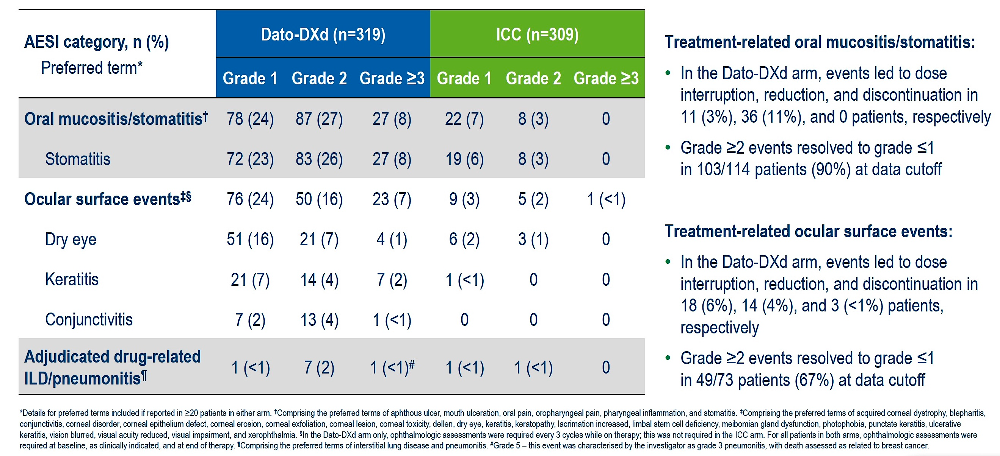 AESI category, n (%)
Preferred term*
Dato-DXd (n=319)
ICC (n=309)
Grade 1 Grade 2 Grade ≥3 Grade 1 Grade 2 Grade ≥3
Oral mucositis/stomatitis† 78 (24) 87 (27) 27 (8) 22 (7) 8 (3) 0
Stomatitis 72 (23) 83 (26) 27 (8) 19 (6) 8 (3) 0
Ocular surface events‡§ 76 (24) 50 (16) 23 (7) 9 (3) 5 (2) 1 (<1)
Dry eye 51 (16) 21 (7) 4 (1) 6 (2) 3 (1) 0
Keratitis 21 (7) 14 (4) 7 (2) 1 (<1) 0 0
Conjunctivitis 7 (2) 13 (4) 1 (<1) 0 0 0
Adjudicated drug-related
ILD/pneumonitis¶ 1 (<1) 7 (2) 1 (<1)# 1 (<1) 1 (<1) 0
Treatment-related oral mucositis/stomatitis:
• In the Dato-DXd arm, events led to dose
interruption, reduction, and discontinuation in
11 (3%), 36 (11%), and 0 patients, respectively
• Grade ≥2 events resolved to grade ≤1
in 103/114 patients (90%) at data cutoff
Treatment-related ocular surface events:
• In the Dato-DXd arm, events led to dose
interruption, reduction, and discontinuation in
18 (6%), 14 (4%), and 3 (<1%) patients,
respectively
• Grade ≥2 events resolved to grade ≤1
in 49/73 patients (67%) at data cutoff
*Details for preferred terms included if reported in ≥20 patients in either arm. †Comprising the preferred terms of aphthous ulcer, mouth ulceration, oral pain, oropharyngeal pain, pharyngeal inflammation, and stomatitis. ‡Comprising the preferred terms of acquired corneal dystrophy, blepharitis,
conjunctivitis, corneal disorder, corneal epithelium defect, corneal erosion, corneal exfoliation, corneal lesion, corneal toxicity, dellen, dry eye, keratitis, keratopathy, lacrimation increased, limbal stem cell deficiency, meibomian gland dysfunction, photophobia, punctate keratitis, ulcerative
keratitis, vision blurred, visual acuity reduced, visual impairment, and xerophthalmia. §In the Dato-DXd arm only, ophthalmologic assessments were required every 3 cycles while on therapy; this was not required in the ICC arm. For all patients in both arms, ophthalmologic assessments were
required at baseline, as clinically indicated, and at end of therapy. ¶Comprising the preferred terms of interstitial lung disease and pneumonitis. #Grade 5 – this event was characterised by the investigator as grade 3 pneumonitis, with death assessed as related to breast cancer.